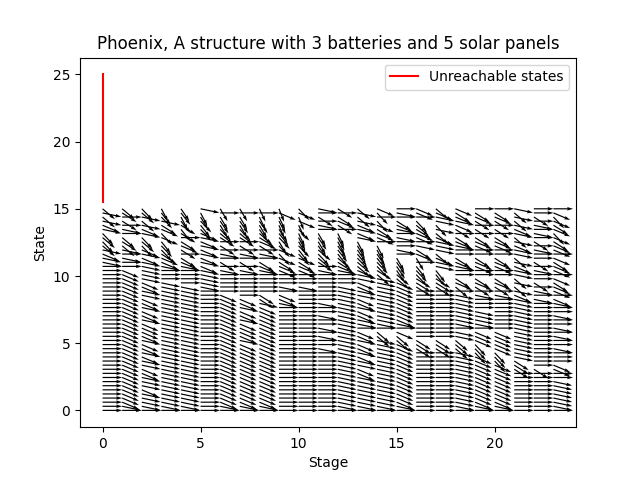 Phoenix, A structure with 3 batteries and 5 solar panels
Unreachable states
25
20
15
10
5
0
State
0
5
10
15
20
Stage